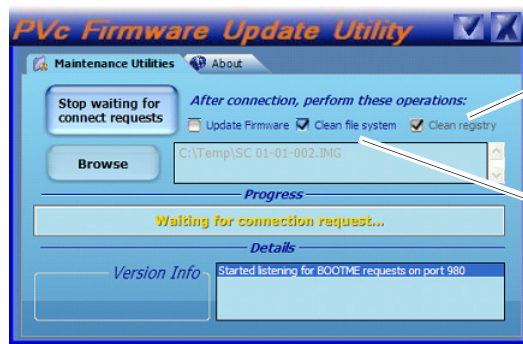 PVc Firmware Update Utility
Maintenance Utilities
About
Stop waiting for
connect requests
After connection, perform these operations:
Update Firmware
Clean file system
Clean registry
Browse
C:\Temp\SC 01-01-002.IMG
Progress
Waiting for connection request...
Details
Version Info
Started listening for BOOTME requests on port 980